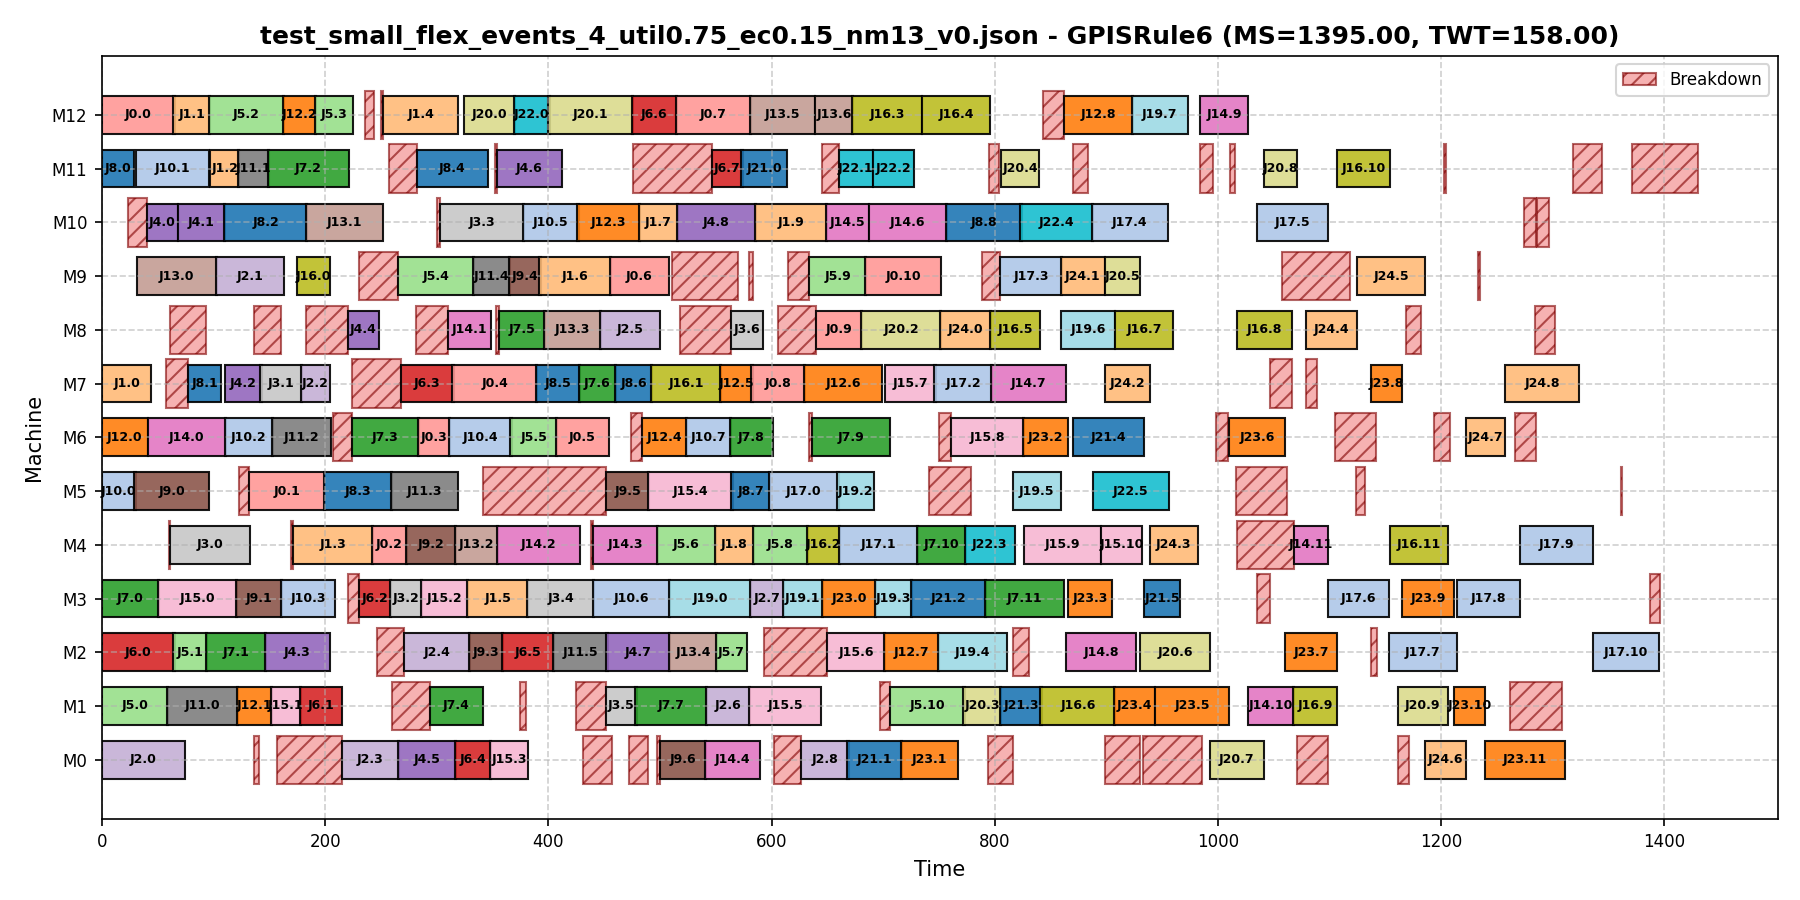 test_small_flex_events_4_util0.75_ec0.15_nm13_v0.json - GPISRule6 (MS=1395.00, TWT=158.00)
Breakdown
Machine
M12 J0.0 J1.1 J5.2 J12.2 J5.3 J1.4 J20.0 J22.0 J20.1 J6.6 J0.7 J13.5 J13.6 J16.3 J16.4 J12.8 J19.7 J14.9
M11 J8.0 J10.1 J1.2 J11.1 J7.2 J8.4 J4.6 J6.7 J21.0 J22.1 J22.2 J20.4 J20.8 J16.10
M10 J4.0 J4.1 J8.2 J13.1 J3.3 J10.5 J12.3 J1.7 J4.8 J1.9 J14.5 J14.6 J8.8 J22.4 J17.4 J17.5
M9 J13.0 J2.1 J16.0 J5.4 J11.4 J9.4 J1.6 J0.6 J5.9 J0.10 J17.3 J24.1 J20.5 J24.5
M8 J4.4 J14.1 J7.5 J13.3 J2.5 J3.6 J0.9 J20.2 J24.0 J16.5 J19.6 J16.7 J16.8 J24.4
M7 J1.0 J8.1 J4.2 J3.1 J2.2 J6.3 J0.4 J8.5 J7.6 J8.6 J16.1 J12.5 J0.8 J12.6 J15.7 J17.2 J14.7 J24.2 J23.8 J24.8
M6 J12.0 J14.0 J10.2 J11.2 J7.3 J0.3 J10.4 J5.5 J0.5 J12.4 J10.7 J7.8 J7.9 J15.8 J23.2 J21.4 J23.6 J24.7
M5 J10.0 J9.0 J0.1 J8.3 J11.3 J9.5 J15.4 J8.7 J17.0 J19.2 J19.5 J22.5
M4 J3.0 J1.3 J0.2 J9.2 J13.2 J14.2 J14.3 J5.6 J1.8 J5.8 J16.2 J17.1 J7.10 J22.3 J15.9 J15.10 J24.3 J14.11 J16.11 J17.9
M3 J7.0 J15.0 J9.1 J10.3 J6.2 J3.2 J15.2 J1.5 J3.4 J10.6 J19.0 J2.7 J19.1 J23.0 J19.3 J21.2 J7.11 J23.3 J21.5 J17.6 J23.9 J17.8
M2 J6.0 J5.1 J7.1 J4.3 J2.4 J9.3 J6.5 J11.5 J4.7 J13.4 J5.7 J15.6 J12.7 J19.4 J14.8 J20.6 J23.7 J17.7 J17.10
M1 J5.0 J11.0 J12.1 J15.1 J6.1 J7.4 J3.5 J7.7 J2.6 J15.5 J5.10 J20.3 J21.3 J16.6 J23.4 J23.5 J14.10 J16.9 J20.9 J23.10
M0 J2.0 J2.3 J4.5 J6.4 J15.3 J9.6 J14.4 J2.8 J21.1 J23.1 J20.7 J24.6 J23.11
0 200 400 600 800 1000 1200 1400
Time